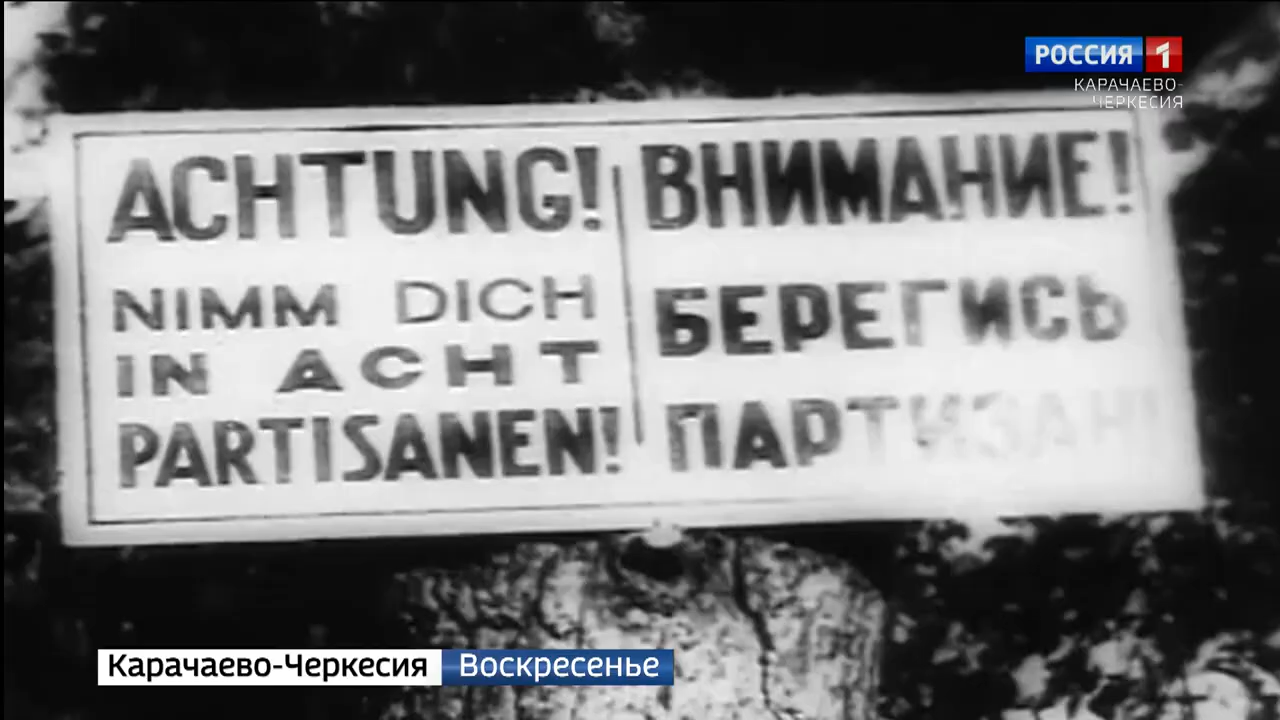 РОССИЯ 1
КАРАЧАЕВО-
ЧЕРКЕСИЯ
ACHTUNG!
NIMM DICH
IN ACHT
PARTISANEN!
ВНИМАНИЕ!
БЕРЕГИСЬ
ПАРТИЗАН!
Карачаево-Черкесия Воскресенье